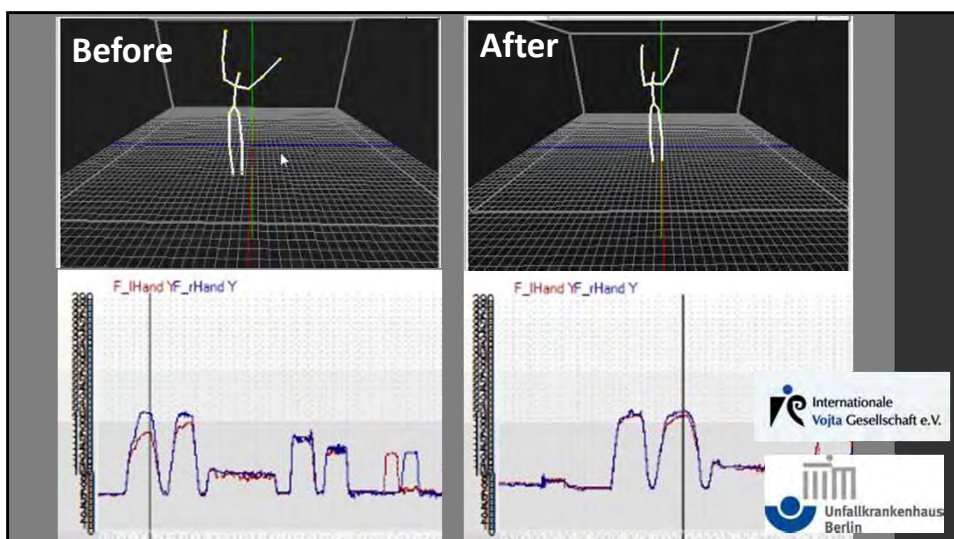 Before
After
F_lHand YF_rHand Y
F_lHand YF_rHand Y
Internationale
Vojta Gesellschaft e.V.
Unfallkrankenhaus
Berlin